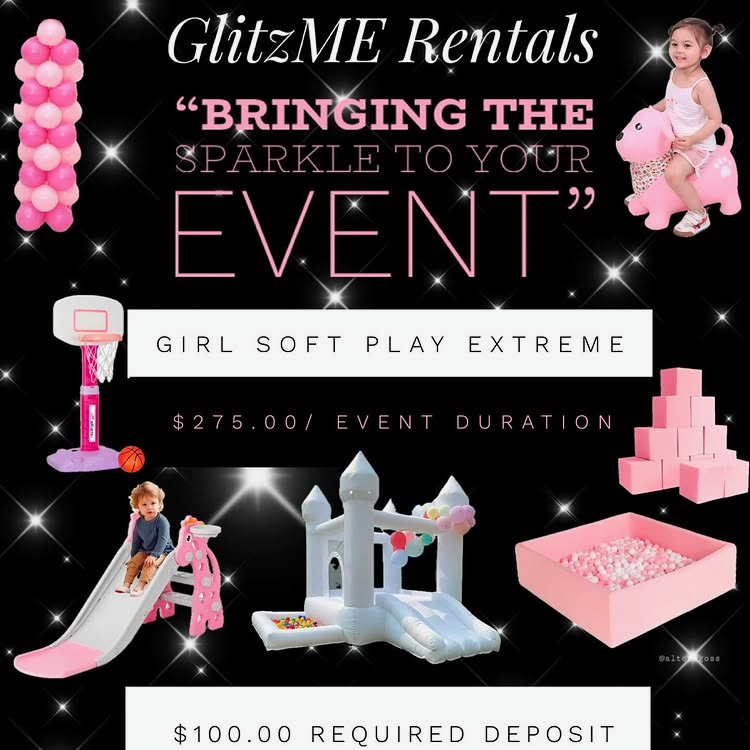 GlitzME Rentals
“BRINGING THE
SPARKLE TO YOUR
EVENT”
GIRL SOFT PLAY EXTREME
$275.00/ EVENT DURATION
$100.00 REQUIRED DEPOSIT